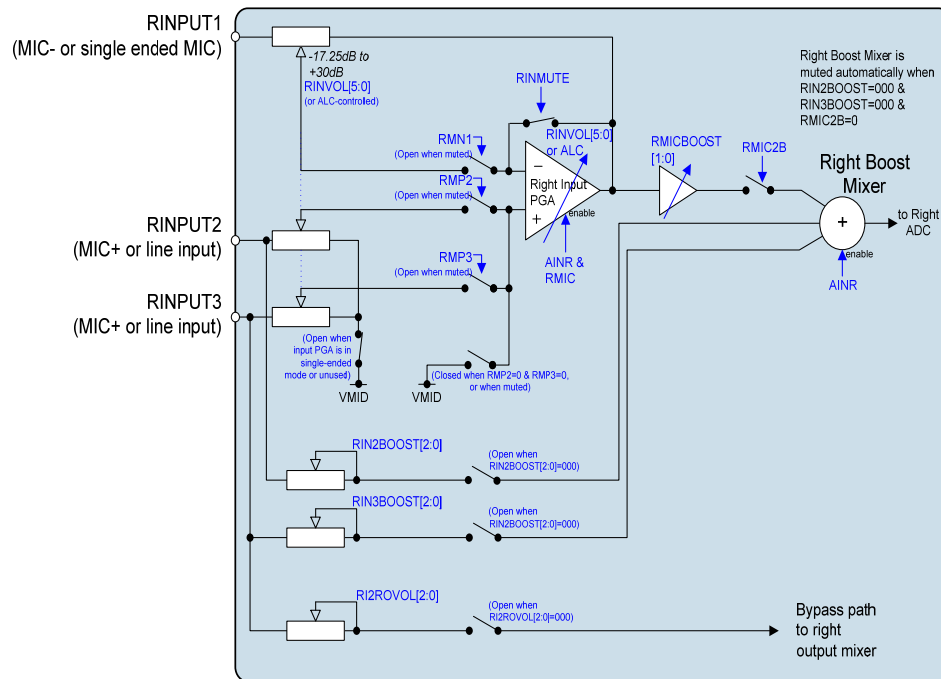 RINPUT1
(MIC- or single ended MIC)
-17.25dB to
+30dB
RINVOL[5:0]
(or ALC-controlled)
Right Boost Mixer is
muted automatically when
RIN2BOOST=000 &
RIN3BOOST=000 &
RMIC2B=0
RINMUTE
RINVOL[5:0]
or ALC
RMN1
(Open when muted)
RMICBOOST
[1:0]
RMIC2B
Right Boost
Mixer
−
Right Input
PGA
+
enable
RMP2
(Open when muted)
+
enable
to Right
ADC
RINPUT2
(MIC+ or line input)
AINR &
RMIC
AINR
RMP3
(Open when muted)
RINPUT3
(MIC+ or line input)
(Open when
input PGA is in
single-ended
mode or unused)
VMID
(Closed when RMP2=0 & RMP3=0,
or when muted)
VMID
RIN2BOOST[2:0]
(Open when
RIN2BOOST[2:0]=000)
RIN3BOOST[2:0]
(Open when
RIN2BOOST[2:0]=000)
RI2ROVOL[2:0]
(Open when
RI2ROVOL[2:0]=000)
Bypass path
to right
output mixer